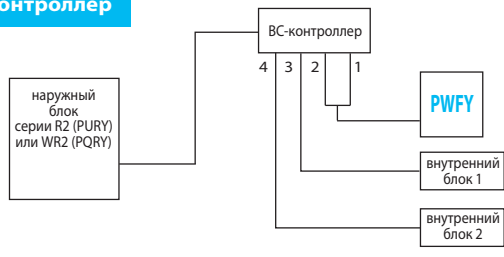 контроллер
ВС-контроллер
4 3 2 1
наружный
блок
серии R2 (PURY)
или WR2 (PQRY)
PWFY
внутренний
блок 1
внутренний
блок 2